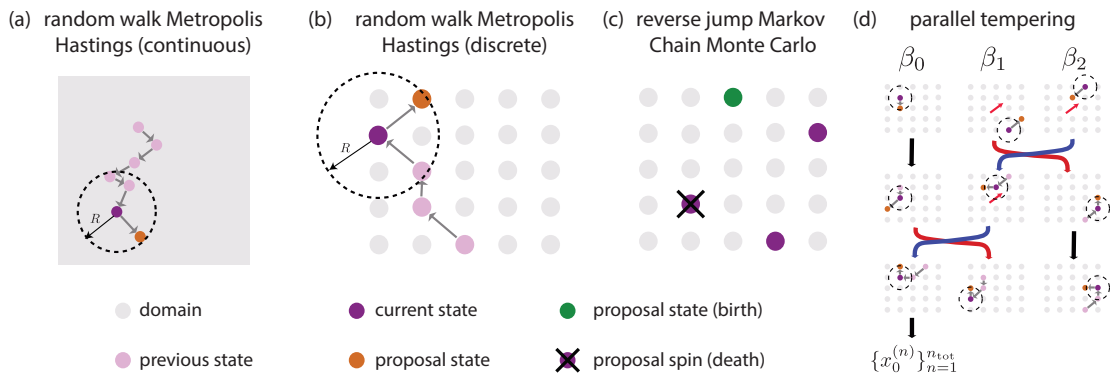 (a) random walk Metropolis
Hastings (continuous)
(b) random walk Metropolis
Hastings (discrete)
(c) reverse jump Markov
Chain Monte Carlo
(d) parallel tempering
β₀ β₁ β₂
R
R
domain
current state
proposal state (birth)
previous state
proposal state
proposal spin (death)
{x₀⁽ⁿ⁾}ₙ₌₁ⁿᵗᵒᵗ